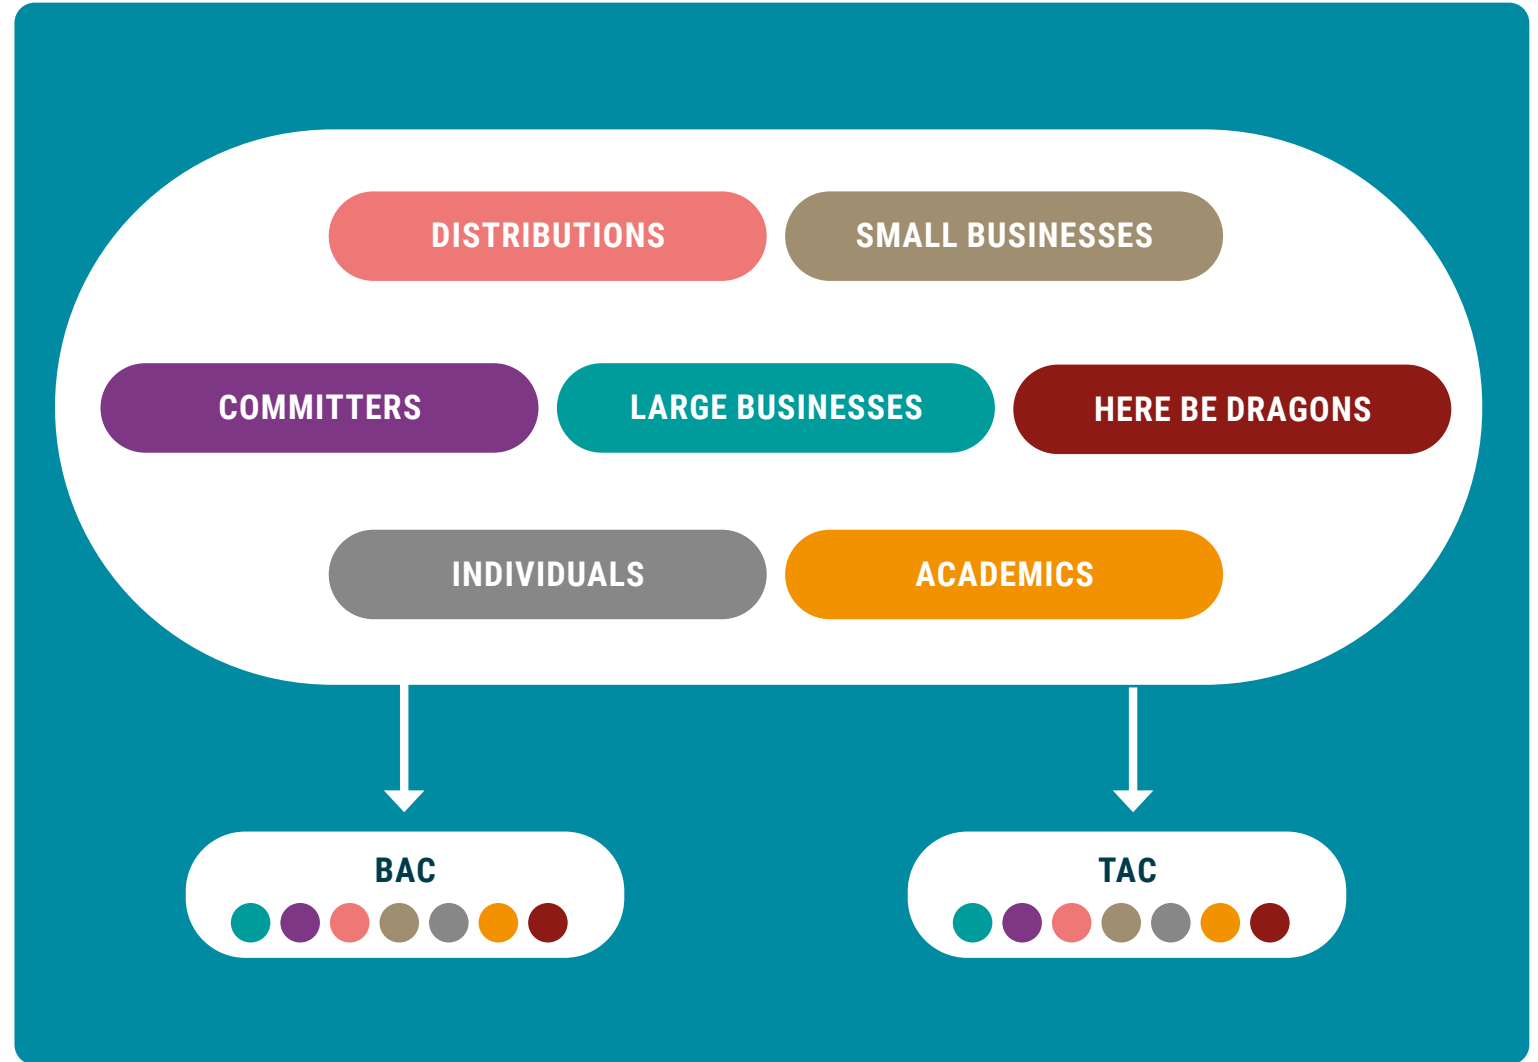 DISTRIBUTIONS
SMALL BUSINESSES
COMMITTERS
LARGE BUSINESSES
HERE BE DRAGONS
INDIVIDUALS
ACADEMICS
BAC
TAC